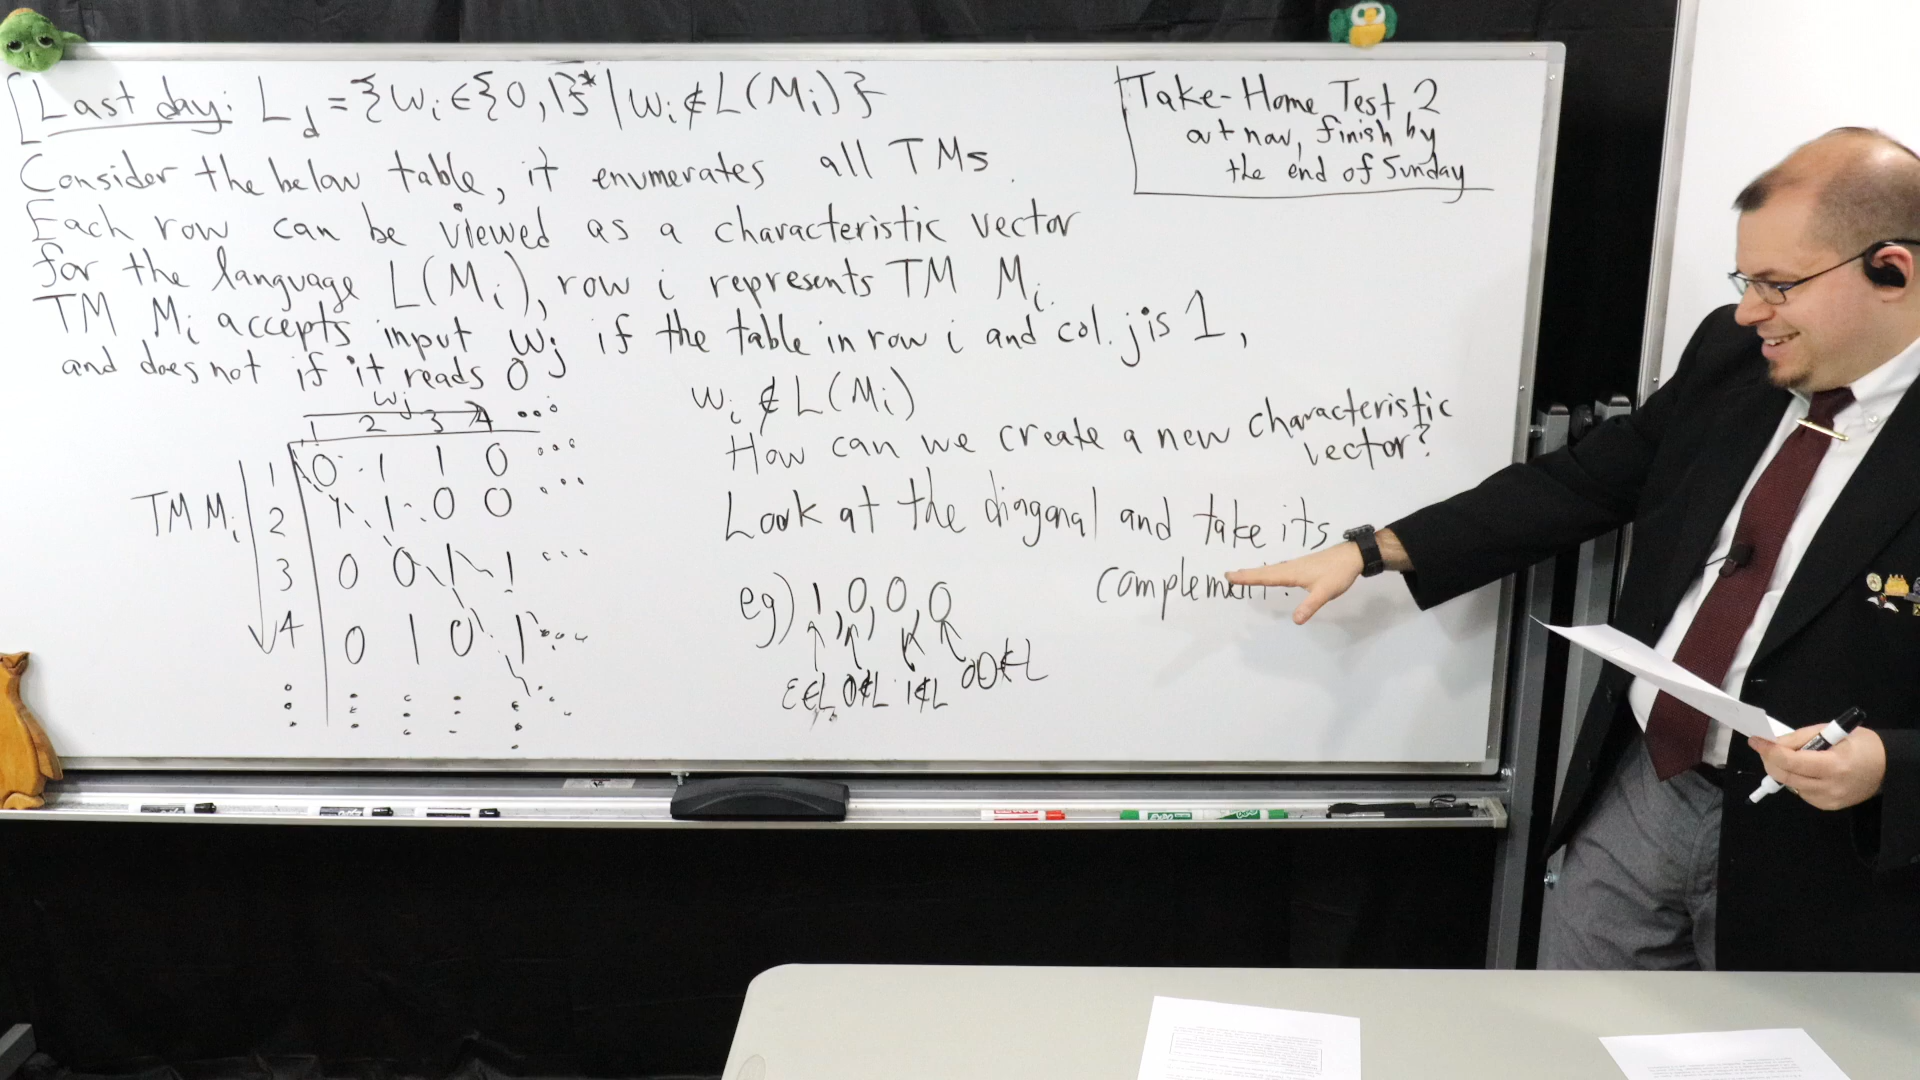 [Last day: L_d = {w_i ∈ {0,1}* | w_i ∉ L(M_i)}
Consider the below table, it enumerates all TMs.
Each row can be viewed as a characteristic vector
for the language L(M_i), row i represents TM M_i.
TM M_i accepts input w_j if the table in row i and col. j is 1,
and does not if it reads 0
Take-Home Test 2
out now, finish by
the end of Sunday
w_j
1 2 3 4 ...
1 0 1 1 0 ...
TM M_i
2 1 1 0 0 ...
3 0 0 1 1 ...
4 0 1 0 1 ...
w_i ∉ L(M_i)
How can we create a new characteristic
vector?
Look at the diagonal and take its
complement.
eg) 1, 0, 0, 0
ε∈L 0∉L 1∉L 00∉L